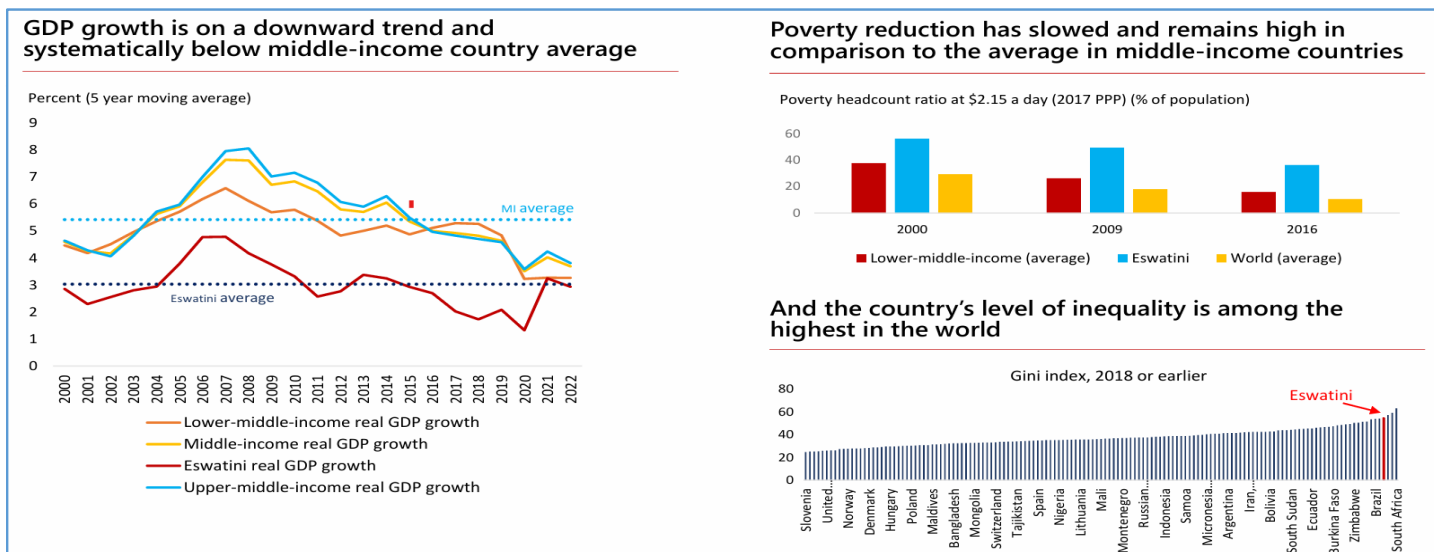 GDP growth is on a downward trend and
systematically below middle-income country average
Percent (5 year moving average)
9
8
7
6
5
4
3
2
1
0
MI average
Eswatini average
2000
2001
2002
2003
2004
2005
2006
2007
2008
2009
2010
2011
2012
2013
2014
2015
2016
2017
2018
2019
2020
2021
2022
Lower-middle-income real GDP growth
Middle-income real GDP growth
Eswatini real GDP growth
Upper-middle-income real GDP growth
Poverty reduction has slowed and remains high in
comparison to the average in middle-income countries
Poverty headcount ratio at $2.15 a day (2017 PPP) (% of population)
60
40
20
0
2000
2009
2016
Lower-middle-income (average)
Eswatini
World (average)
And the country's level of inequality is among the
highest in the world
Gini index, 2018 or earlier
80
60
40
20
0
Eswatini
Slovenia
United...
Norway
Denmark
Hungary
Poland
Maldives
Bangladesh
Mongolia
Switzerland
Tajikistan
Spain
Nigeria
Lithuania
Mali
Montenegro
Russian...
Indonesia
Samoa
Micronesia...
Argentina
Iran,...
Bolivia
South Sudan
Ecuador
Burkina Faso
Zimbabwe
Brazil
South Africa